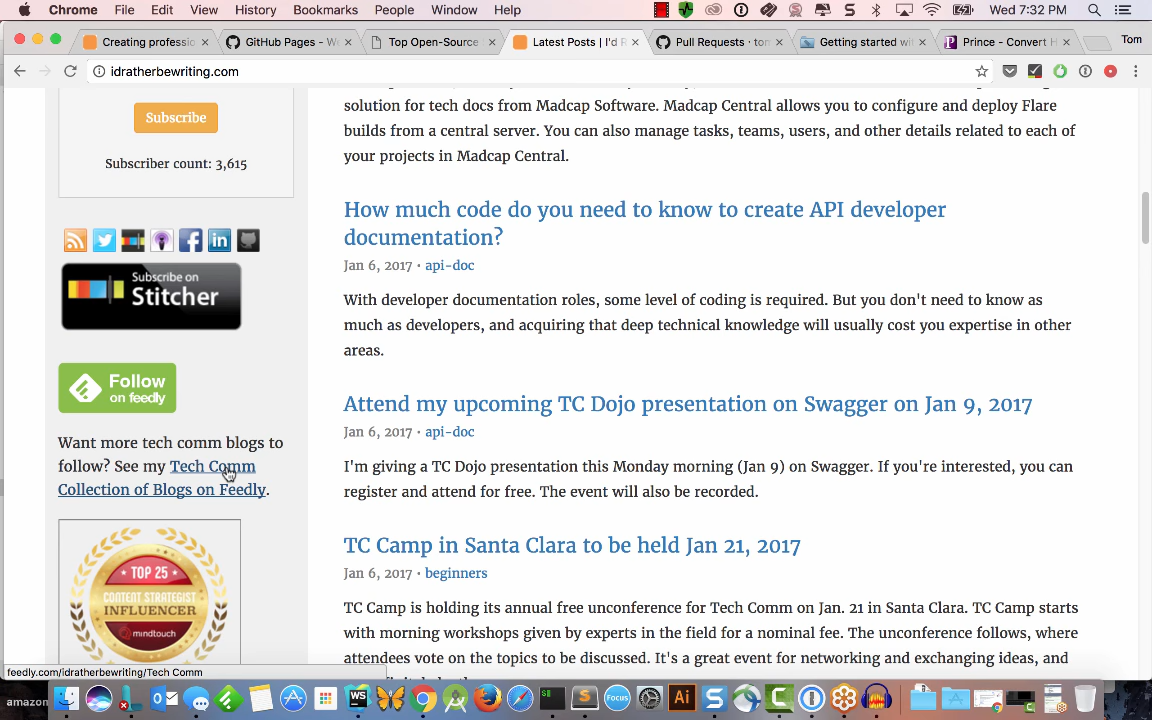 Chrome File Edit View History Bookmarks People Window Help Wed 7:32 PM
Creating professio GitHub Pages - W Top Open-Source Latest Posts | I'd R Pull Requests · tom Getting started wi Prince - Convert H Tom
idratherbewriting.com
Subscribe
Subscriber count: 3,615
Subscribe on
Stitcher
Follow
on feedly
Want more tech comm blogs to
follow? See my Tech Comm
Collection of Blogs on Feedly.
TOP 25
CONTENT STRATEGIST
INFLUENCER
mindtouch
solution for tech docs from Madcap Software. Madcap Central allows you to configure and deploy Flare
builds from a central server. You can also manage tasks, teams, users, and other details related to each of
your projects in Madcap Central.
How much code do you need to know to create API developer
documentation?
Jan 6, 2017 • api-doc
With developer documentation roles, some level of coding is required. But you don't need to know as
much as developers, and acquiring that deep technical knowledge will usually cost you expertise in other
areas.
Attend my upcoming TC Dojo presentation on Swagger on Jan 9, 2017
Jan 6, 2017 • api-doc
I'm giving a TC Dojo presentation this Monday morning (Jan 9) on Swagger. If you're interested, you can
register and attend for free. The event will also be recorded.
TC Camp in Santa Clara to be held Jan 21, 2017
Jan 6, 2017 • beginners
TC Camp is holding its annual free unconference for Tech Comm on Jan. 21 in Santa Clara. TC Camp starts
with morning workshops given by experts in the field for a nominal fee. The unconference follows, where
attendees vote on the topics to be discussed. It's a great event for networking and exchanging ideas, and
feedly.com/idratherbewriting/Tech Comm
amazon
WS
FOCUS
Ai